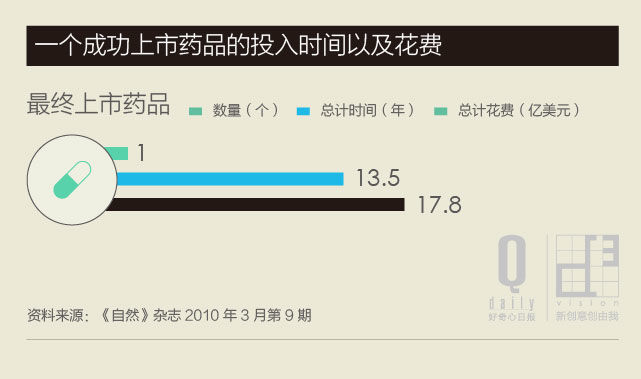 一个成功上市药品的投入时间以及花费
最终上市药品
数量（个） 总计时间（年） 总计花费（亿美元）
1
13.5
17.8
Q
daily
好奇心日报
vision
新创意创由我
资料来源：《自然》杂志 2010 年 3 月第 9 期